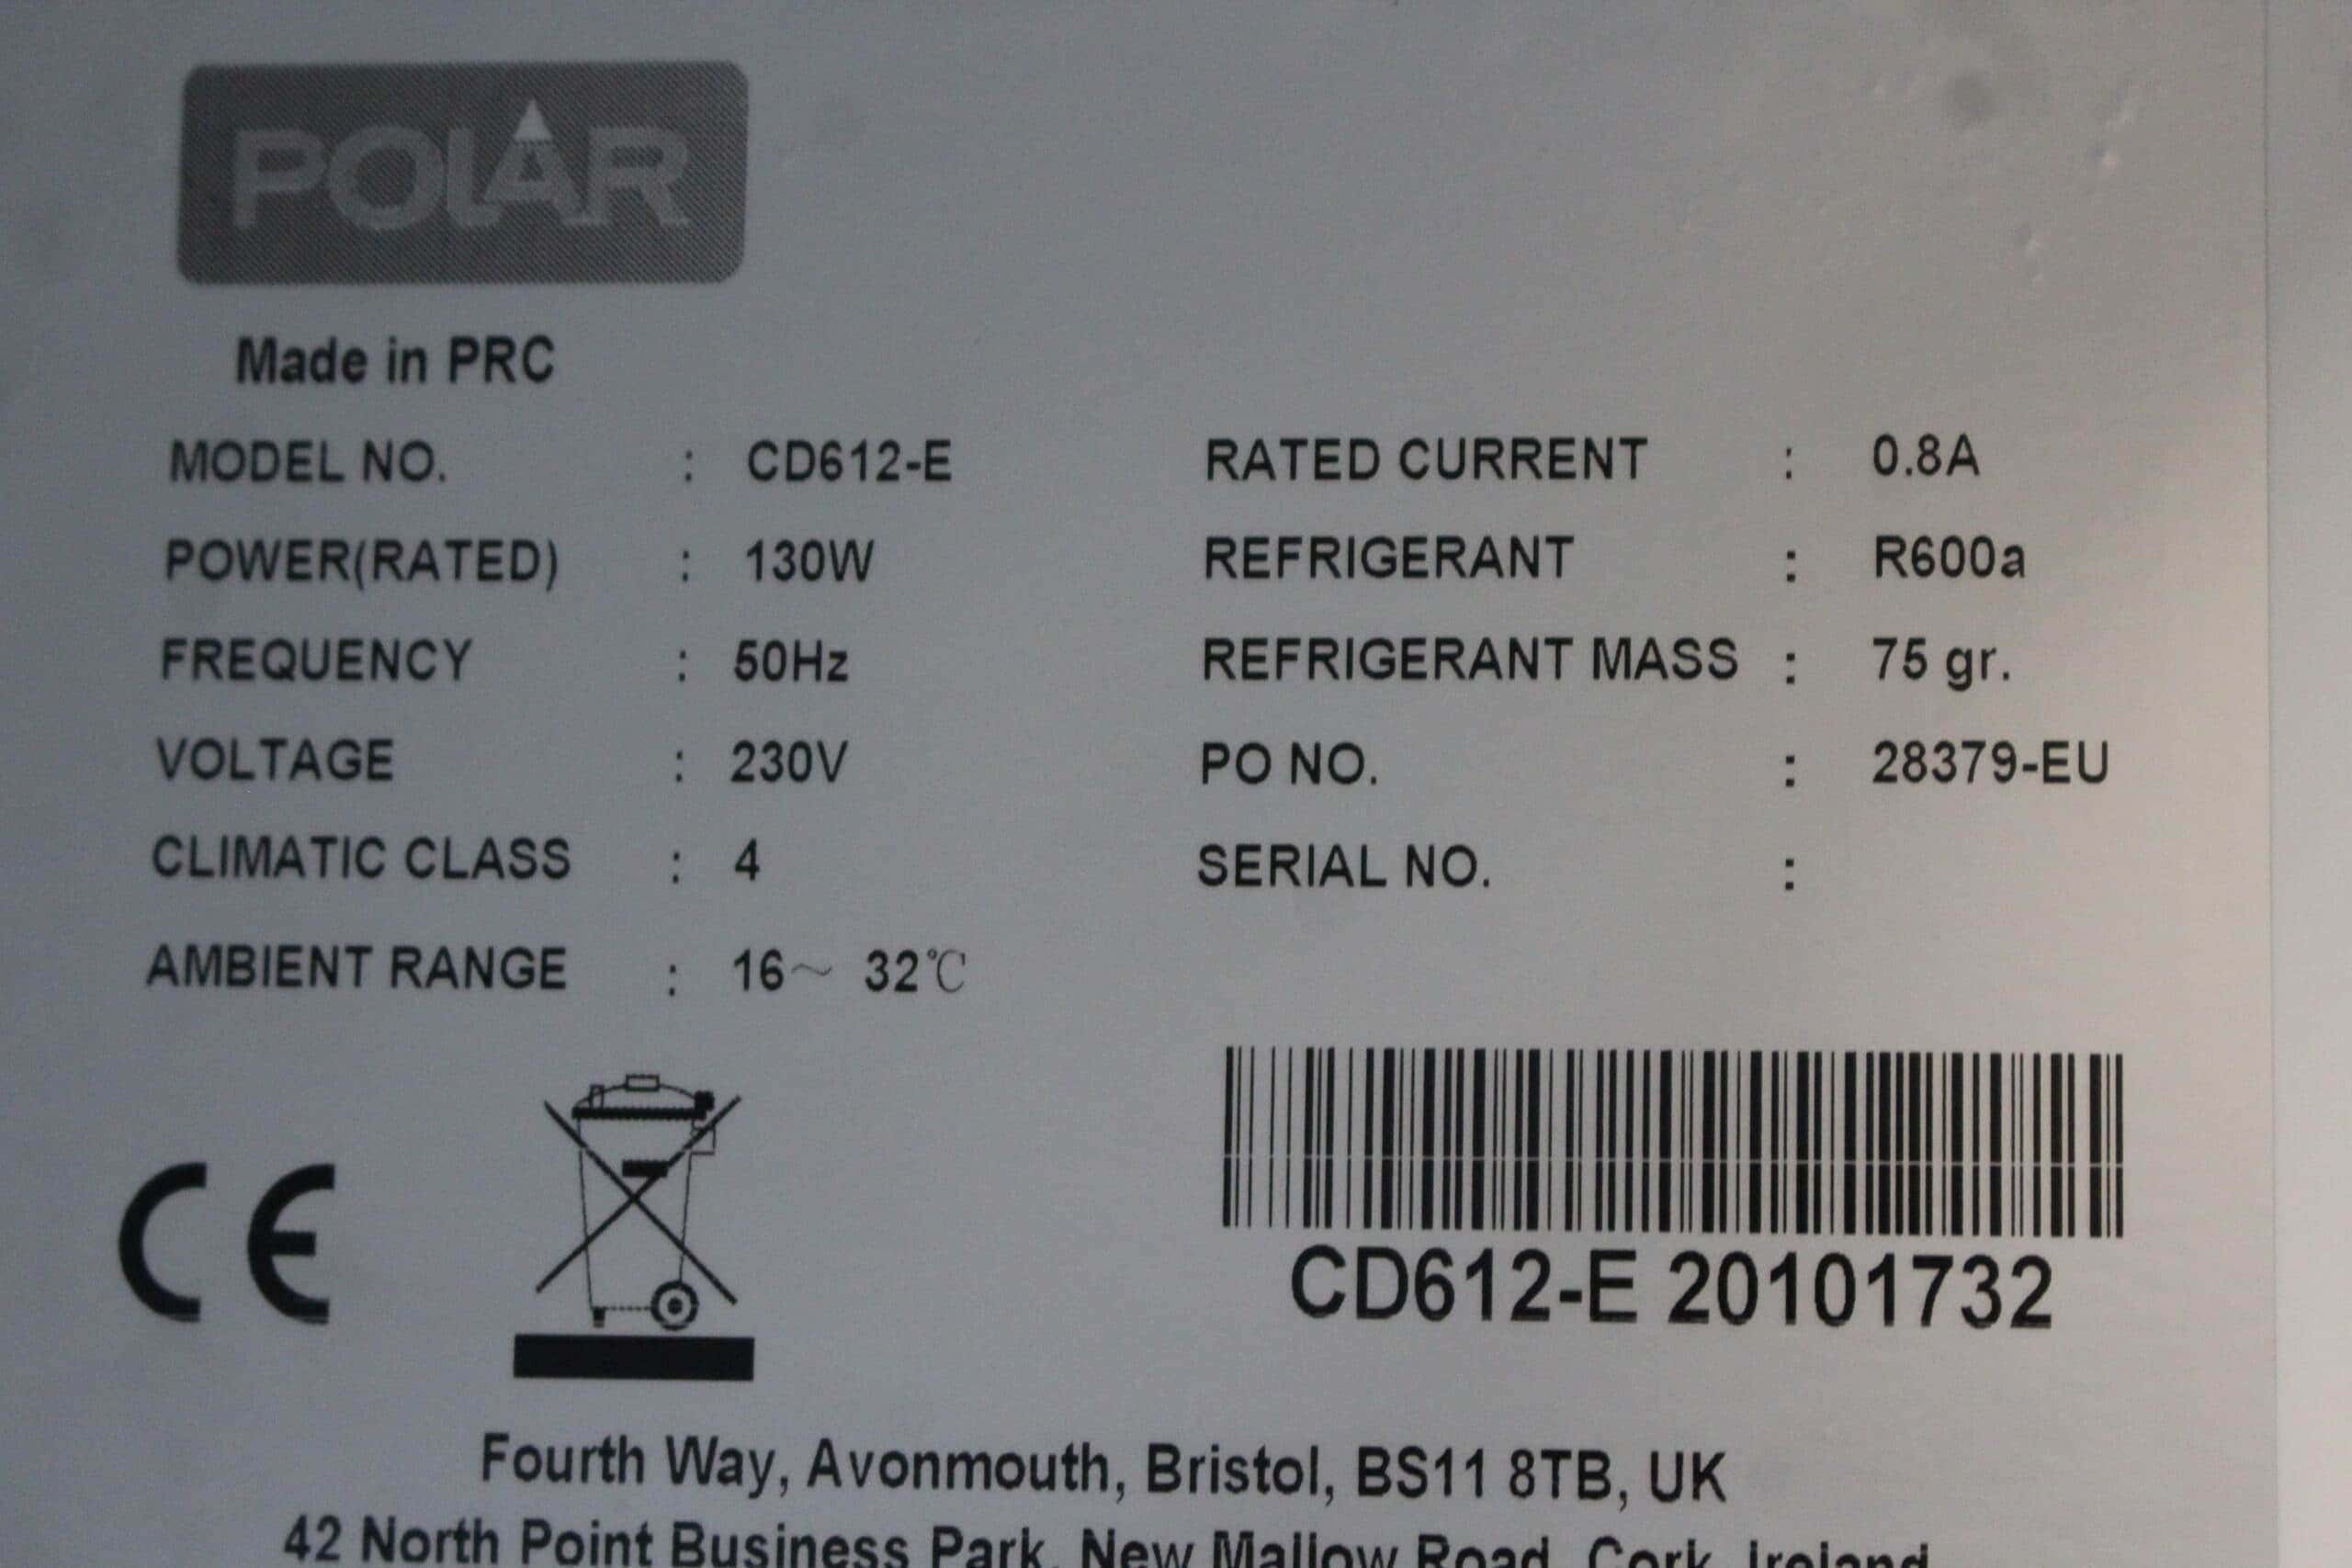 POLAR
Made in PRC
MODEL NO. : CD612-E
POWER(RATED) : 130W
FREQUENCY : 50Hz
VOLTAGE : 230V
CLIMATIC CLASS : 4
AMBIENT RANGE : 16～ 32℃
RATED CURRENT : 0.8A
REFRIGERANT : R600a
REFRIGERANT MASS : 75 gr.
PO NO. : 28379-EU
SERIAL NO. :
CE
CD612-E 20101732
Fourth Way, Avonmouth, Bristol, BS11 8TB, UK
42 North Point Business Park, New Mallow Road, Cork, Ireland